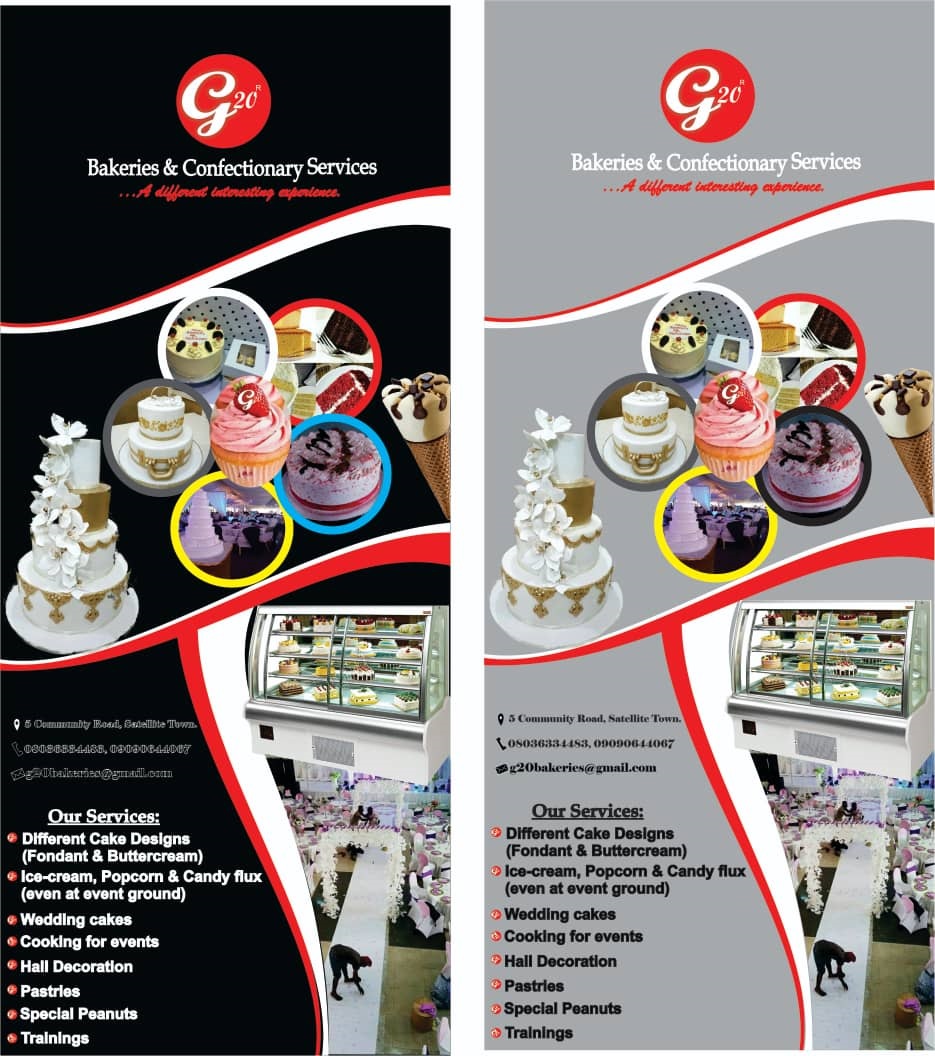 G20 R
Bakeries & Confectionary Services
...A different interesting experience.
G
5 Community Road, Satellite Town.
08036334483, 09090644067
g20bakeries@gmail.com
Our Services:
Different Cake Designs
(Fondant & Buttercream)
Ice-cream, Popcorn & Candy flux
(even at event ground)
Wedding cakes
Cooking for events
Hall Decoration
Pastries
Special Peanuts
Trainings
G20 R
Bakeries & Confectionary Services
...A different interesting experience.
G
5 Community Road, Satellite Town.
08036334483, 09090644067
g20bakeries@gmail.com
Our Services:
Different Cake Designs
(Fondant & Buttercream)
Ice-cream, Popcorn & Candy flux
(even at event ground)
Wedding cakes
Cooking for events
Hall Decoration
Pastries
Special Peanuts
Trainings